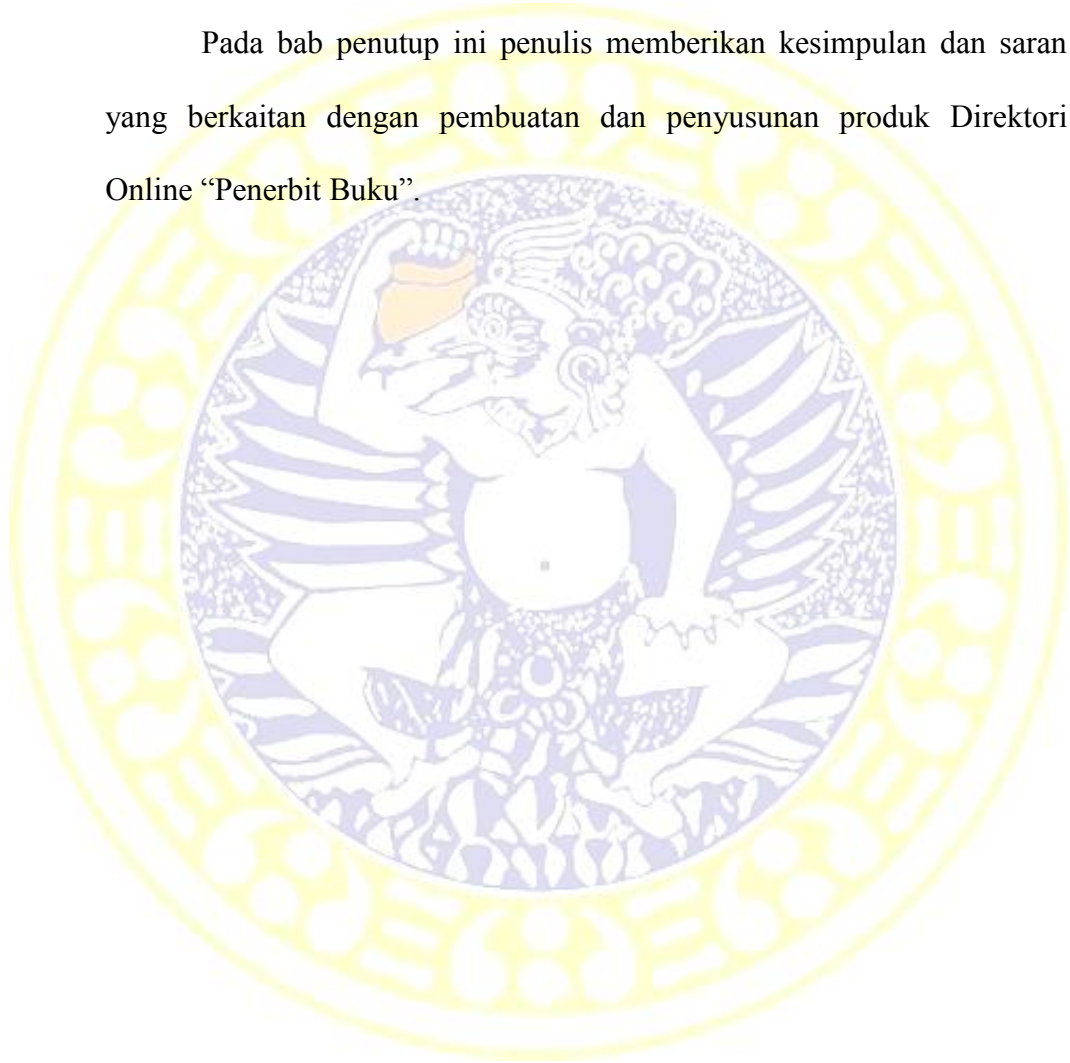 Pada bab penutup ini penulis memberikan kesimpulan dan saran
yang berkaitan dengan pembuatan dan penyusunan produk Direktori
Online “Penerbit Buku”.